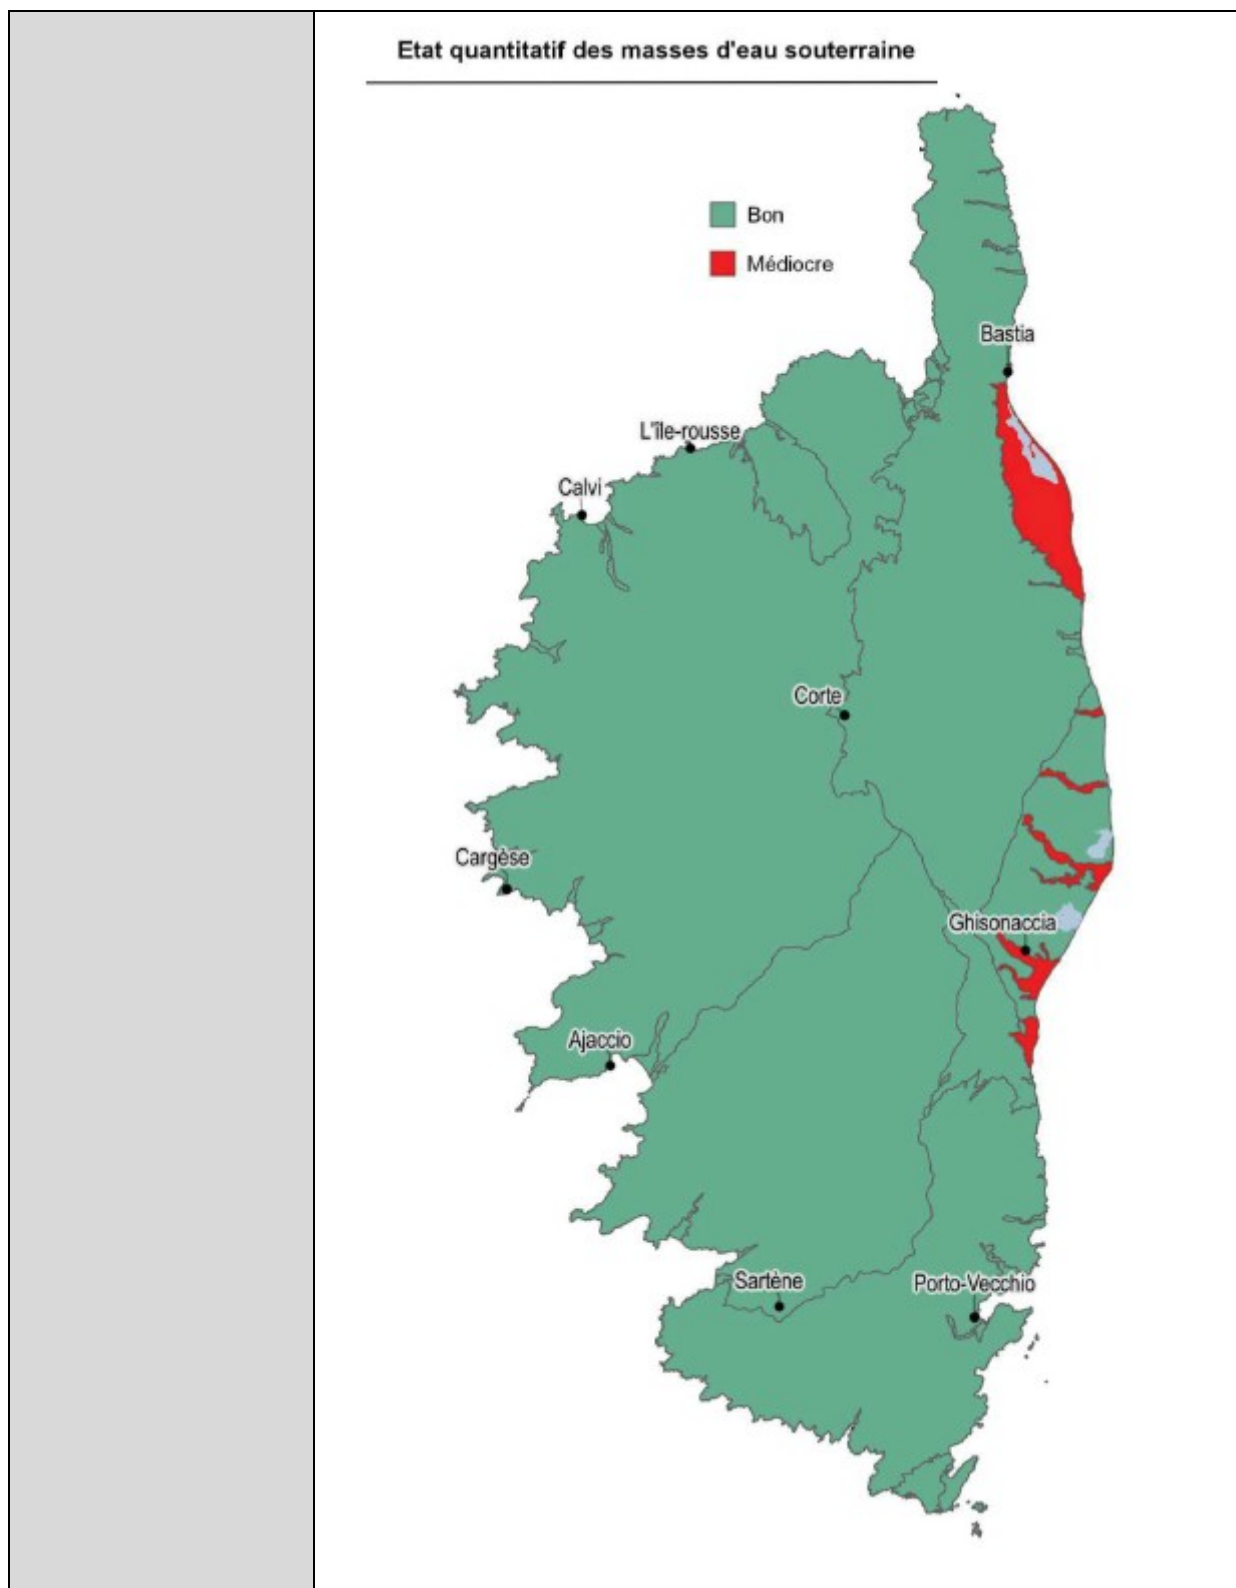 Etat quantitatif des masses d'eau souterraine
Bon
Médiocre
Bastia
L'île-rousse
Calvi
Corte
Cargèse
Ghisonaccia
Ajaccio
Sartène
Porto-Vecchio